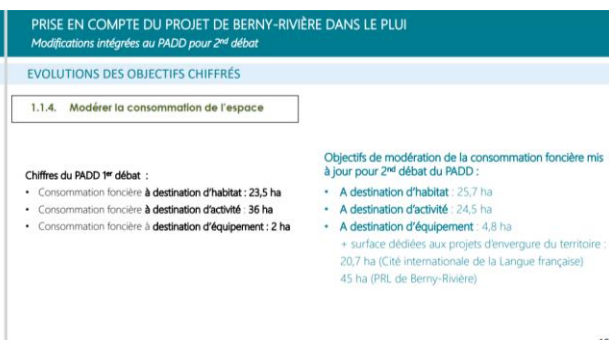 PRISE EN COMPTE DU PROJET DE BERNY-RIVIÈRE DANS LE PLUI
Modifications intégrées au PADD pour 2nd débat
EVOLUTIONS DES OBJECTIFS CHIFFRÉS
1.1.4. Modérer la consommation de l'espace
Chiffres du PADD 1er débat :
• Consommation foncière à destination d'habitat : 23,5 ha
• Consommation foncière à destination d'activité : 36 ha
• Consommation foncière à destination d'équipement : 2 ha
Objectifs de modération de la consommation foncière mis
à jour pour 2nd débat du PADD :
• A destination d'habitat : 25,7 ha
• A destination d'activité : 24,5 ha
• A destination d'équipement : 4,8 ha
+ surface dédiées aux projets d'envergure du territoire :
20,7 ha (Cité internationale de la Langue française)
45 ha (PRL de Berny-Rivière)